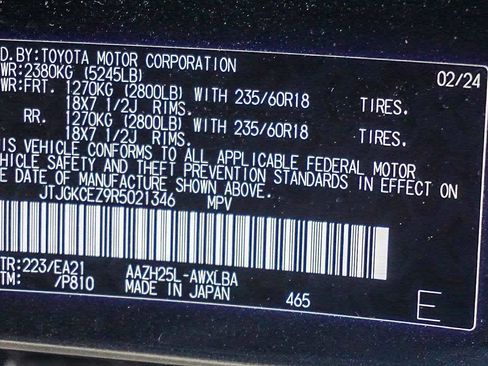 D. BY: TOYOTA MOTOR CORPORATION 02/24
WR: 2380KG (5245LB)
WR: FRT. 1270KG (2800LB) WITH 235/60R18 TIRES.
18X7 1/2J RIMS.
RR. 1270KG (2800LB) WITH 235/60R18 TIRES.
18X7 1/2J RIMS.
IS VEHICLE CONFORMS TO ALL APPLICABLE FEDERAL MOTOR
HICLE SAFETY AND THEFT PREVENTION STANDARDS IN EFFECT ON
E DATE OF MANUFACTURE SHOWN ABOVE.
JTJGKCEZ9R5021346 MPV
TR: 223/EA21 AAZH25L-AWXLBA
TM: /P810 MADE IN JAPAN 465 E